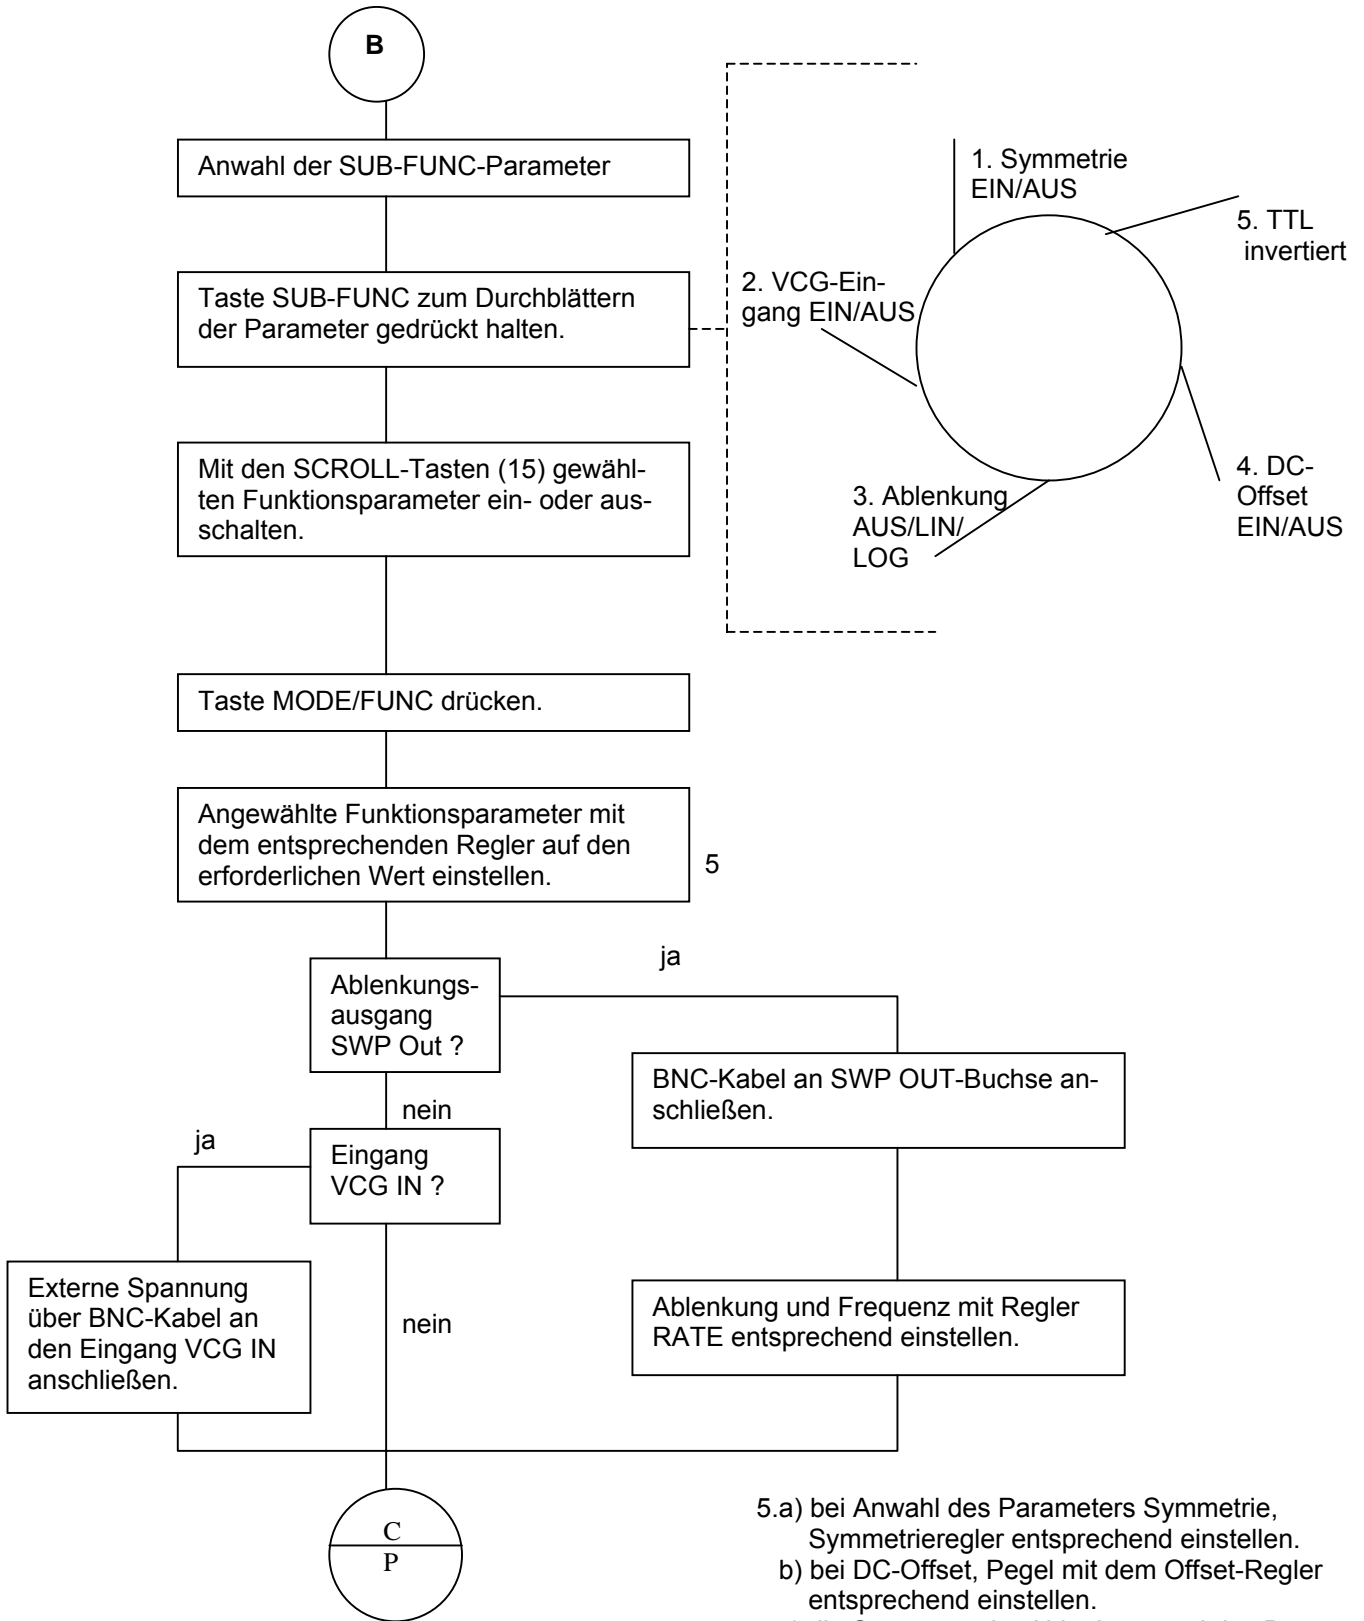 B
Anwahl der SUB-FUNC-Parameter
Taste SUB-FUNC zum Durchblättern
der Parameter gedrückt halten.
1. Symmetrie
EIN/AUS
5. TTL
invertiert
2. VCG-Ein-
gang EIN/AUS
3. Ablenkung
AUS/LIN/
LOG
4. DC-
Offset
EIN/AUS
Mit den SCROLL-Tasten (15) gewähl-
ten Funktionsparameter ein- oder aus-
schalten.
Taste MODE/FUNC drücken.
Angewählte Funktionsparameter mit
dem entsprechenden Regler auf den
erforderlichen Wert einstellen.
5
Ablenkungs-
ausgang
SWP Out ?
ja
BNC-Kabel an SWP OUT-Buchse an-
schließen.
nein
ja
Eingang
VCG IN ?
Externe Spannung
über BNC-Kabel an
den Eingang VCG IN
anschließen.
nein
Ablenkung und Frequenz mit Regler
RATE entsprechend einstellen.
C
P
5.a) bei Anwahl des Parameters Symmetrie,
Symmetrieregler entsprechend einstellen.
b) bei DC-Offset, Pegel mit dem Offset-Regler
entsprechend einstellen.